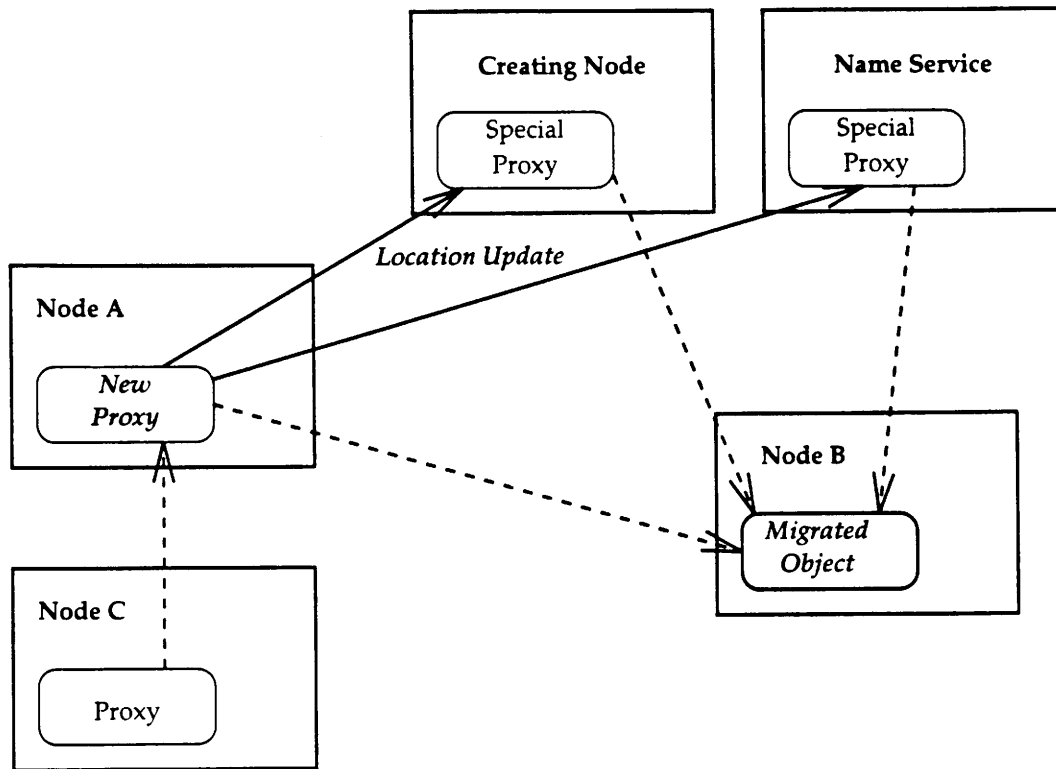 Creating Node
Name Service
Special
Proxy
Special
Proxy
Location Update
Node A
New
Proxy
Node B
Migrated
Object
Node C
Proxy